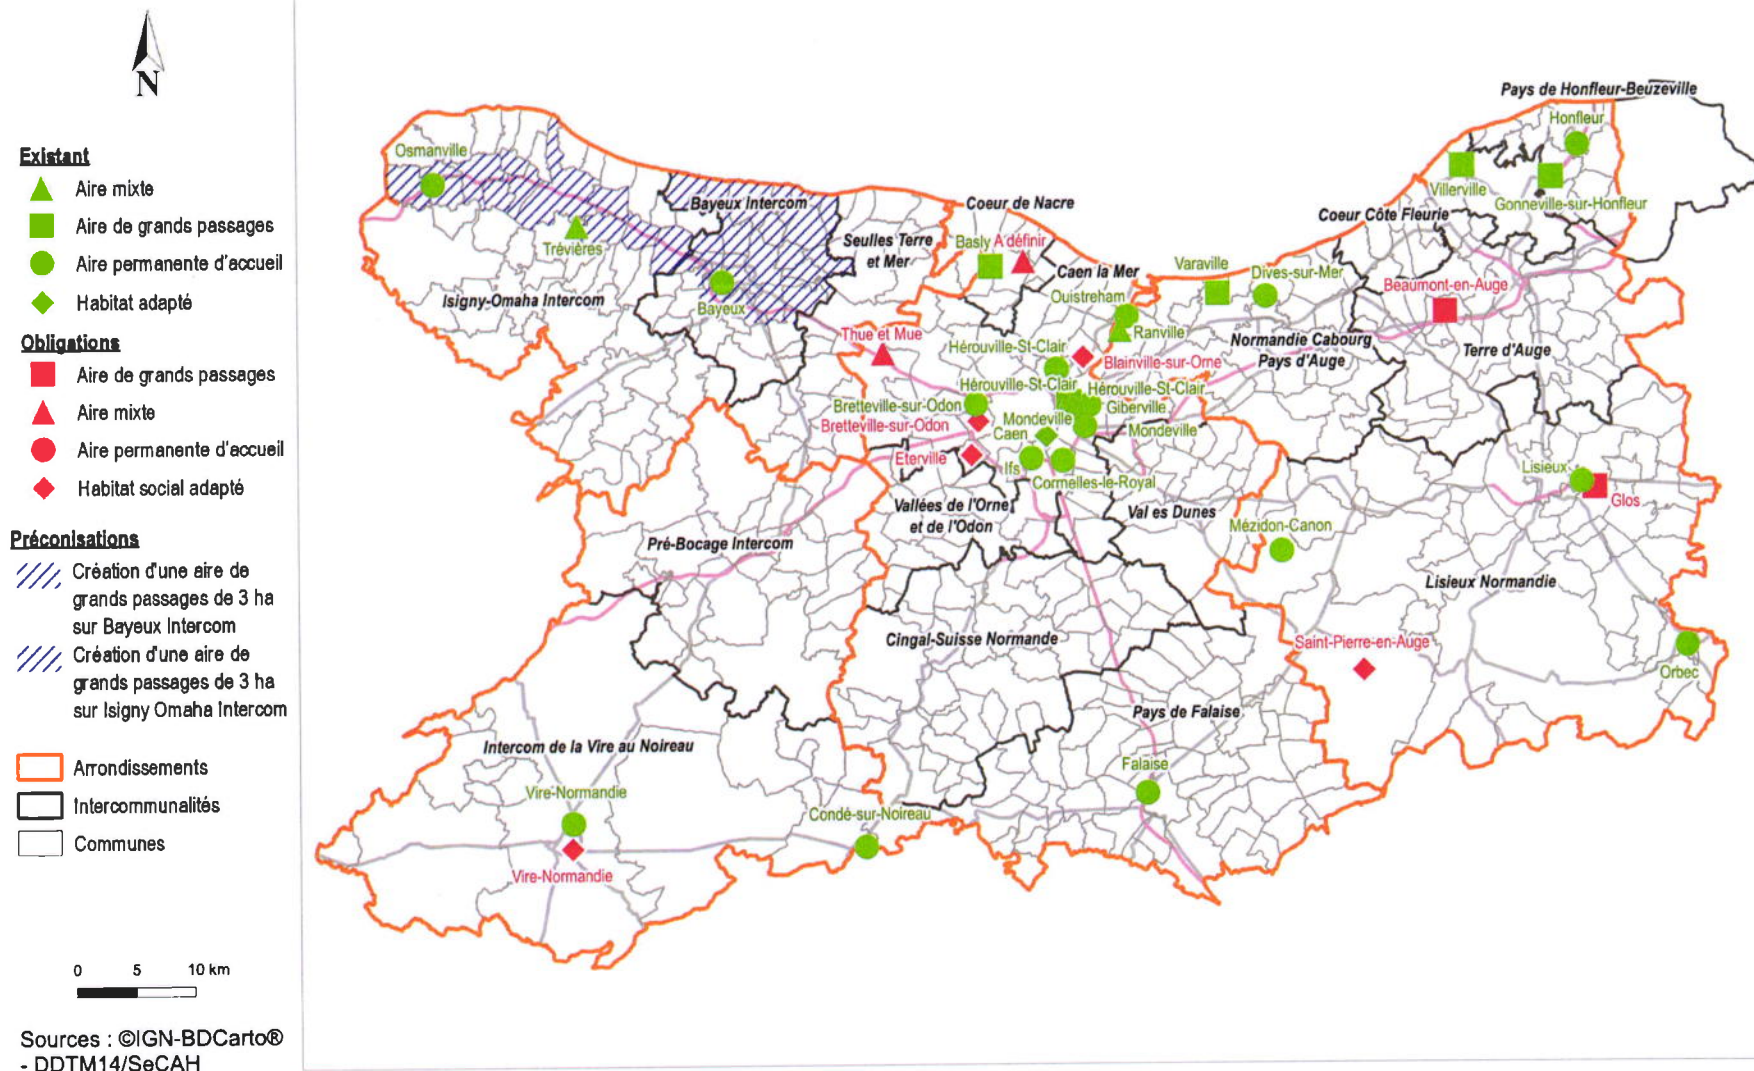 N
Existant
Aire mixte
Aire de grands passages
Aire permanente d'accueil
Habitat adapté
Obligations
Aire de grands passages
Aire mixte
Aire permanente d'accueil
Habitat social adapté
Préconisations
Création d'une aire de
grands passages de 3 ha
sur Bayeux Intercom
Création d'une aire de
grands passages de 3 ha
sur Isigny Omaha Intercom
Arrondissements
Intercommunalités
Communes
0 5 10 km
Sources : ©IGN-BDCarto®
- DDTM14/SeCAH
Pays de Honfleur-Beuzeville
Honfleur
Osmanville
Villerville
Gonneville-sur-Honfleur
Bayeux Intercom
Coeur de Nacre
Coeur Côte Fleurie
Trévières
Seulles Terre
et Mer
Basly
A définir
Caen la Mer
Varaville
Dives-sur-Mer
Beaumont-en-Auge
Isigny-Omaha Intercom
Bayeux
Ouistreham
Ranville
Thue et Mue
Hérouville-St-Clair
Blainville-sur-Orne
Normandie Cabourg
Pays d'Auge
Terre d'Auge
Hérouville-St-Clair
Hérouville-St-Clair
Bretteville-sur-Odon
Giberville
Bretteville-sur-Odon
Mondeville
Caen
Mondeville
Eterville
Ifs
Cormelles-le-Royal
Lisieux
Glos
Vallées de l'Orne
et de l'Odon
Val es Dunes
Mézidon-Canon
Pré-Bocage Intercom
Lisieux Normandie
Cingal-Suisse Normande
Saint-Pierre-en-Auge
Orbec
Pays de Falaise
Intercom de la Vire au Noireau
Falaise
Vire-Normandie
Condé-sur-Noireau
Vire-Normandie